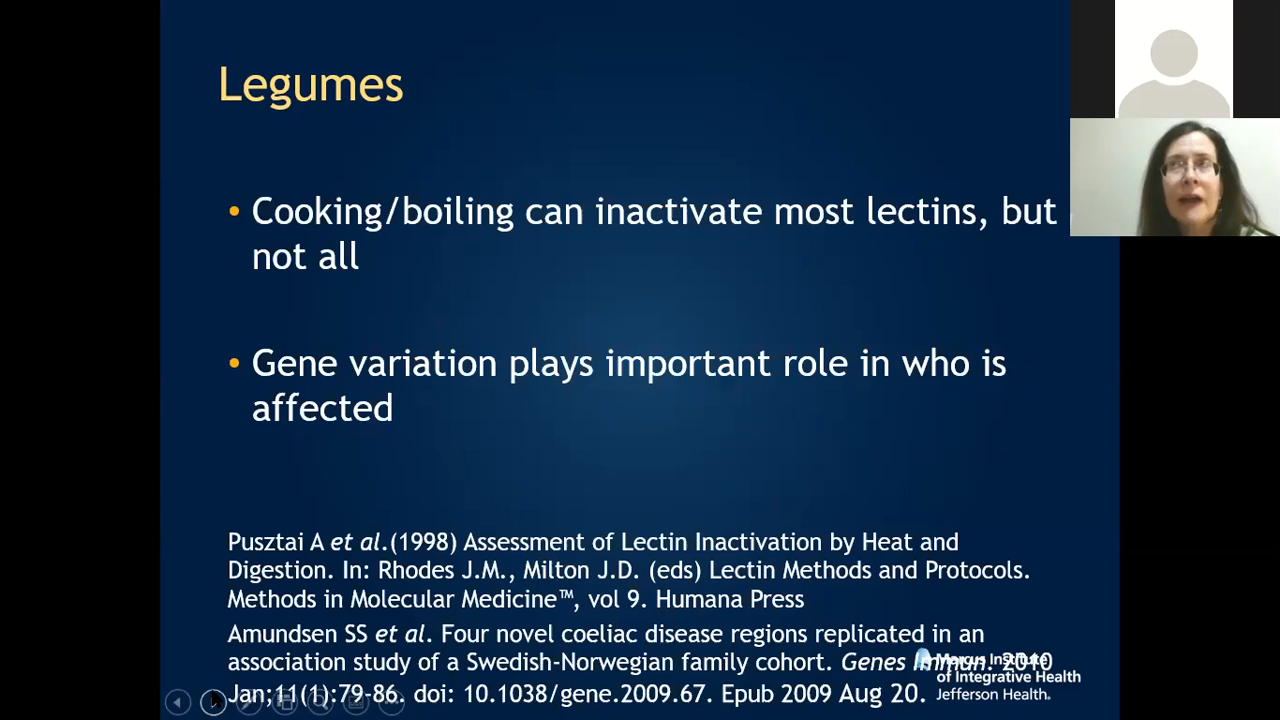 Legumes
• Cooking/boiling can inactivate most lectins, but
not all
• Gene variation plays important role in who is
affected
Pusztai A et al.(1998) Assessment of Lectin Inactivation by Heat and
Digestion. In: Rhodes J.M., Milton J.D. (eds) Lectin Methods and Protocols.
Methods in Molecular Medicine™, vol 9. Humana Press
Amundsen SS et al. Four novel coeliac disease regions replicated in an
association study of a Swedish-Norwegian family cohort. Genes Immun. 2010
Jan;11(1):79-86. doi: 10.1038/gene.2009.67. Epub 2009 Aug 20.
Marcus Institute
of Integrative Health
Jefferson Health.